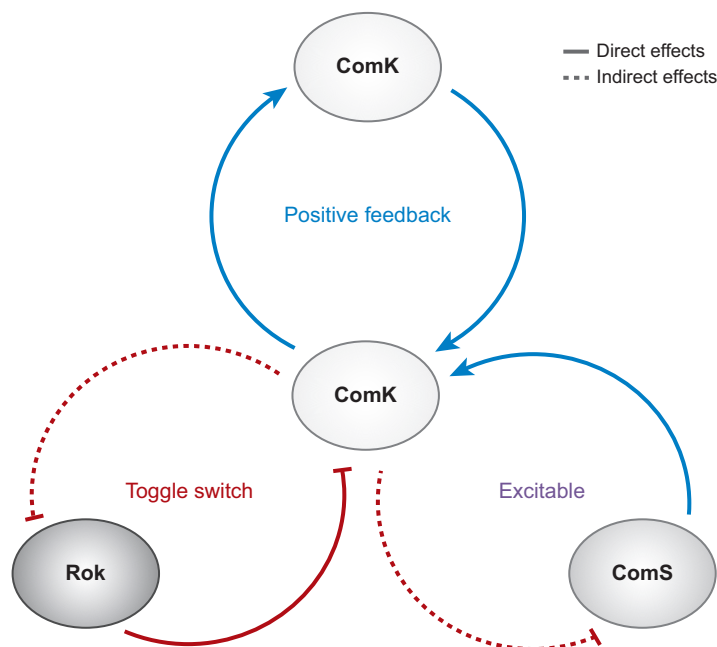 ComK
Direct effects
Indirect effects
Positive feedback
ComK
Toggle switch
Excitable
Rok
ComS